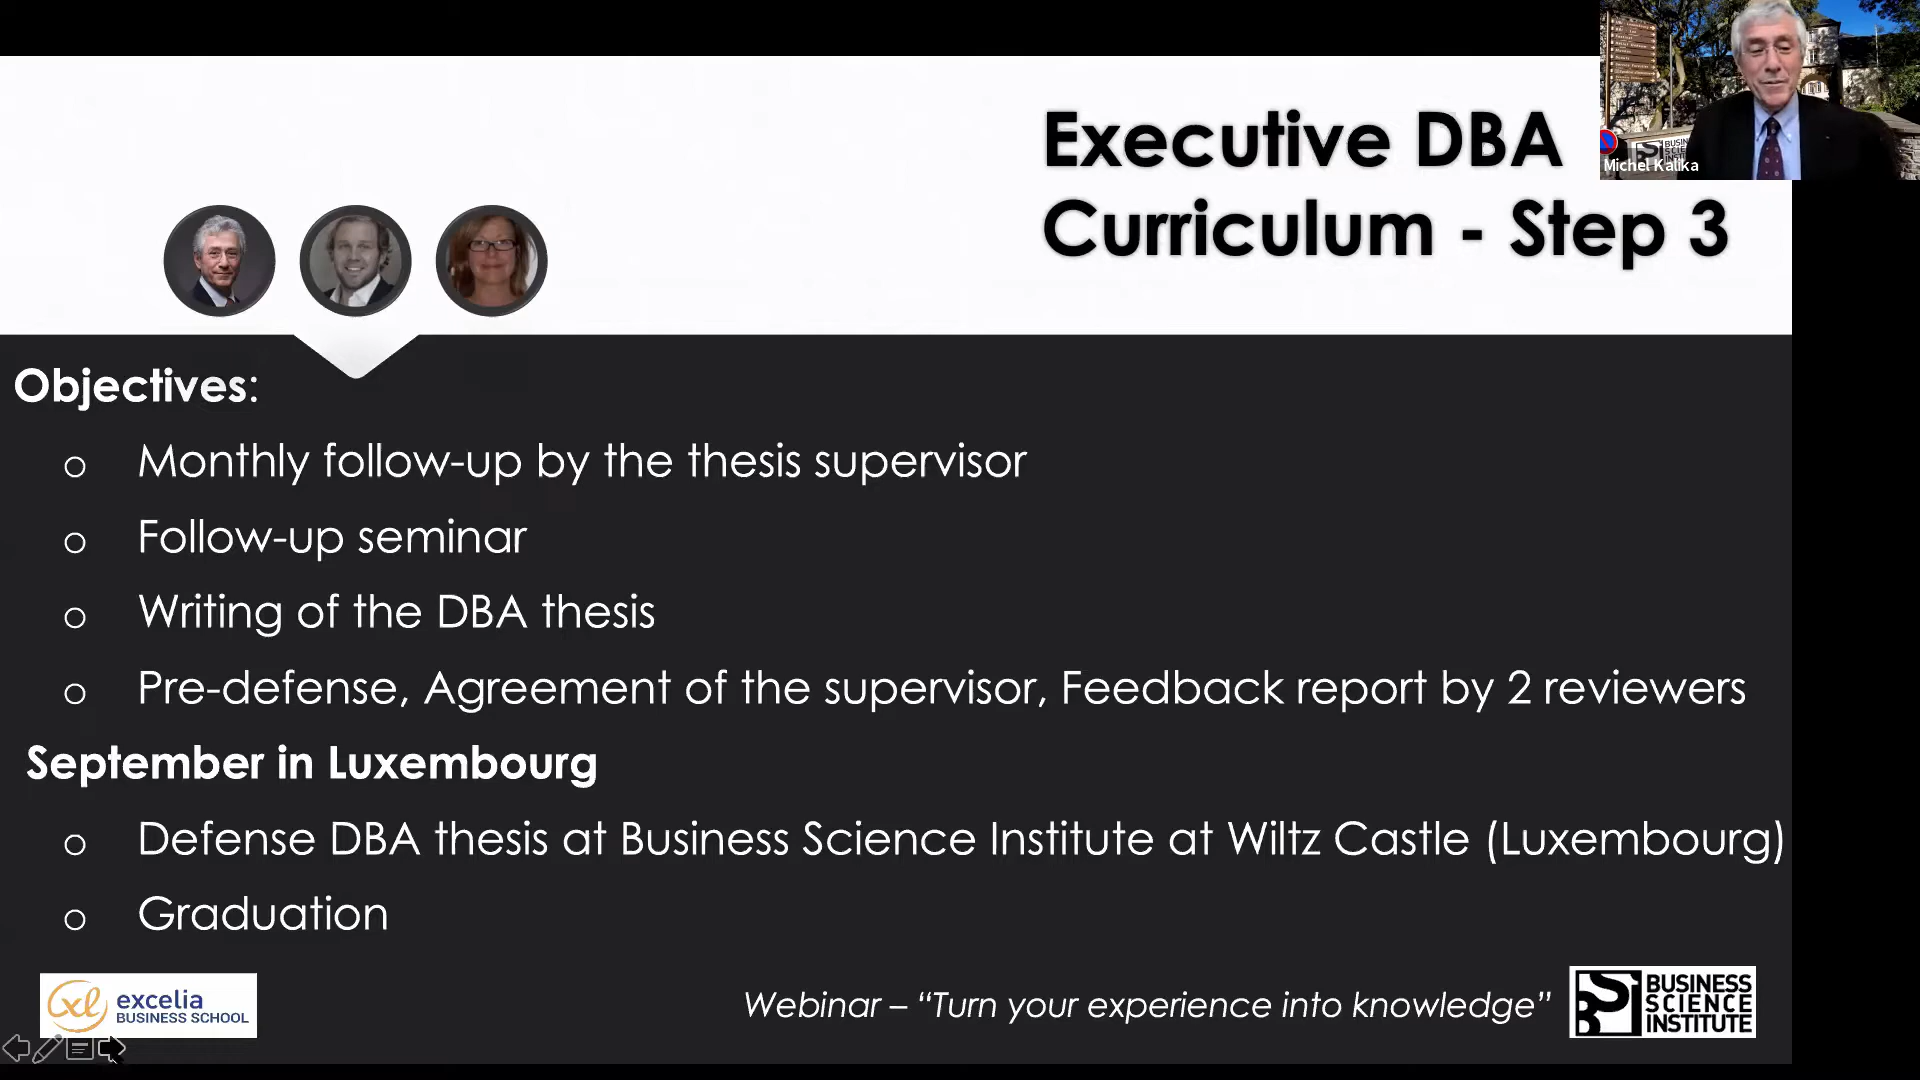 Executive DBA
Curriculum - Step 3
Michel Kalika
Objectives:
o Monthly follow-up by the thesis supervisor
o Follow-up seminar
o Writing of the DBA thesis
o Pre-defense, Agreement of the supervisor, Feedback report by 2 reviewers
September in Luxembourg
o Defense DBA thesis at Business Science Institute at Wiltz Castle (Luxembourg)
o Graduation
excelia
BUSINESS SCHOOL
Webinar – “Turn your experience into knowledge”
BUSINESS
SCIENCE
INSTITUTE